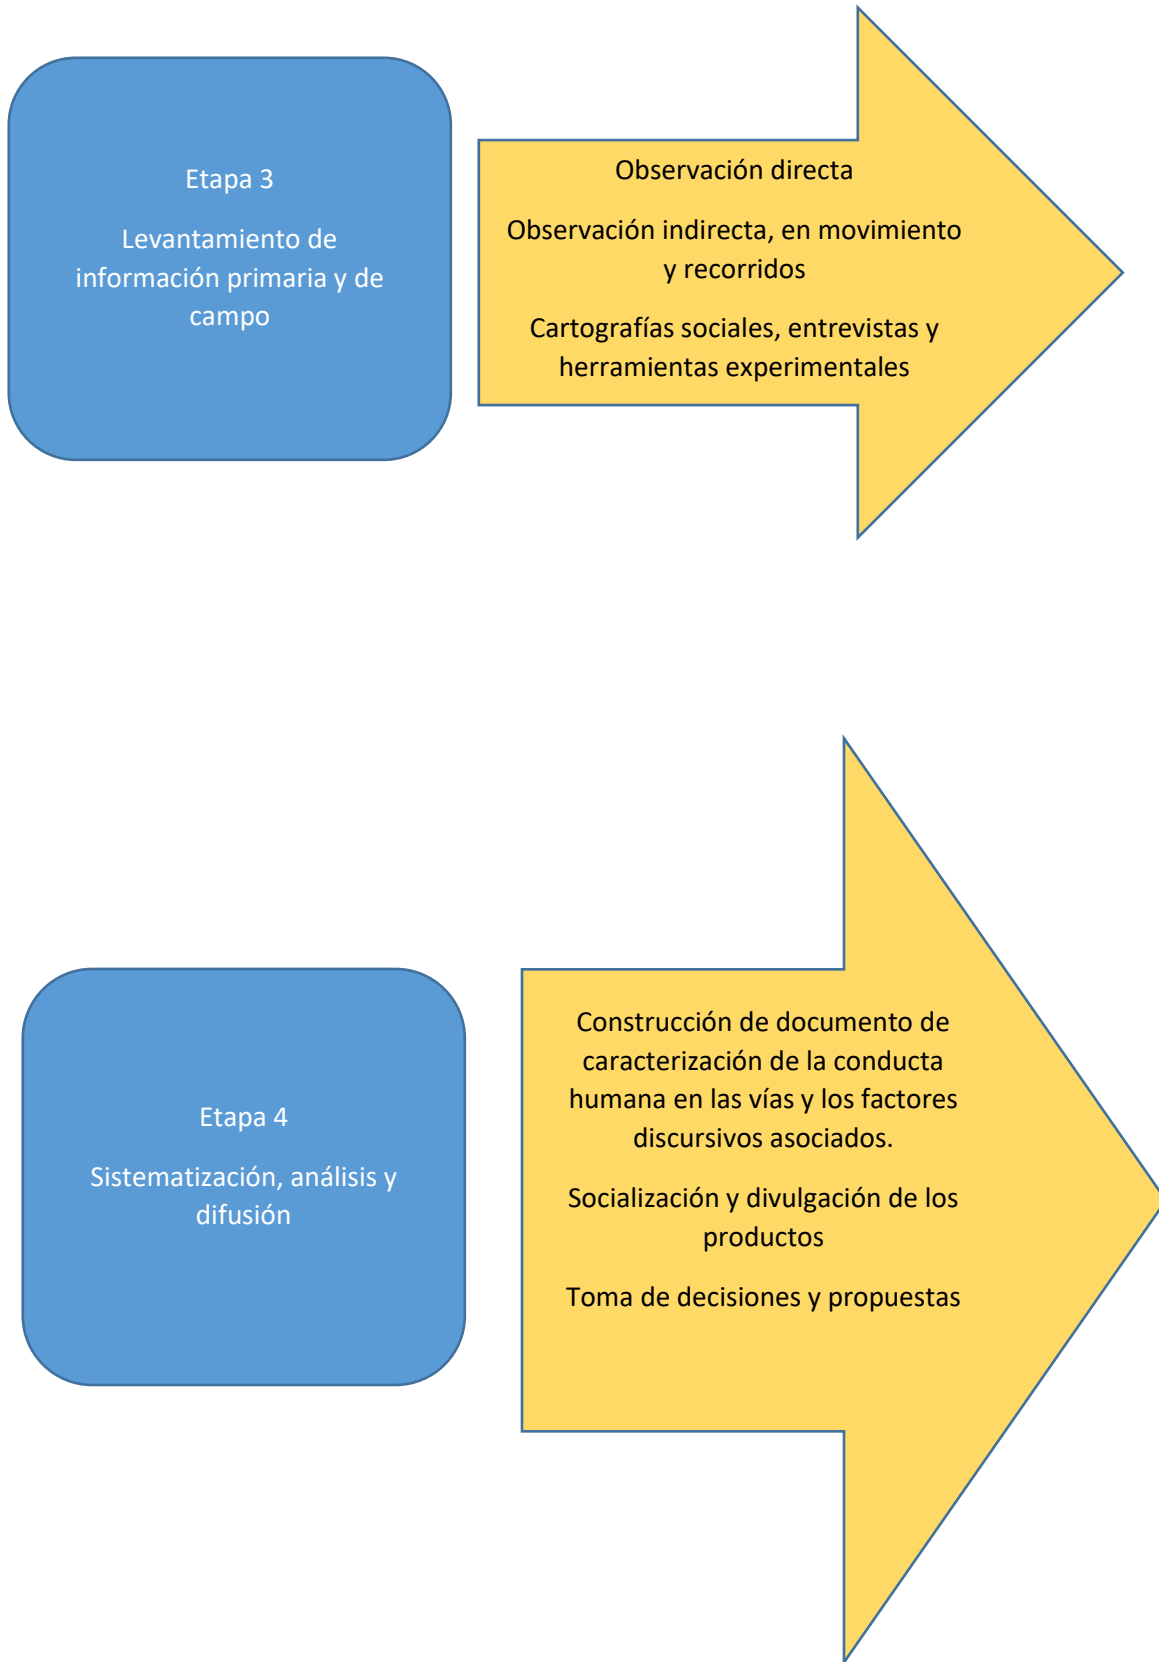 Etapa 3
Levantamiento de
información primaria y de
campo
Observación directa
Observación indirecta, en movimiento
y recorridos
Cartografías sociales, entrevistas y
herramientas experimentales
Etapa 4
Sistematización, análisis y
difusión
Construcción de documento de
caracterización de la conducta
humana en las vías y los factores
discursivos asociados.
Socialización y divulgación de los
productos
Toma de decisiones y propuestas